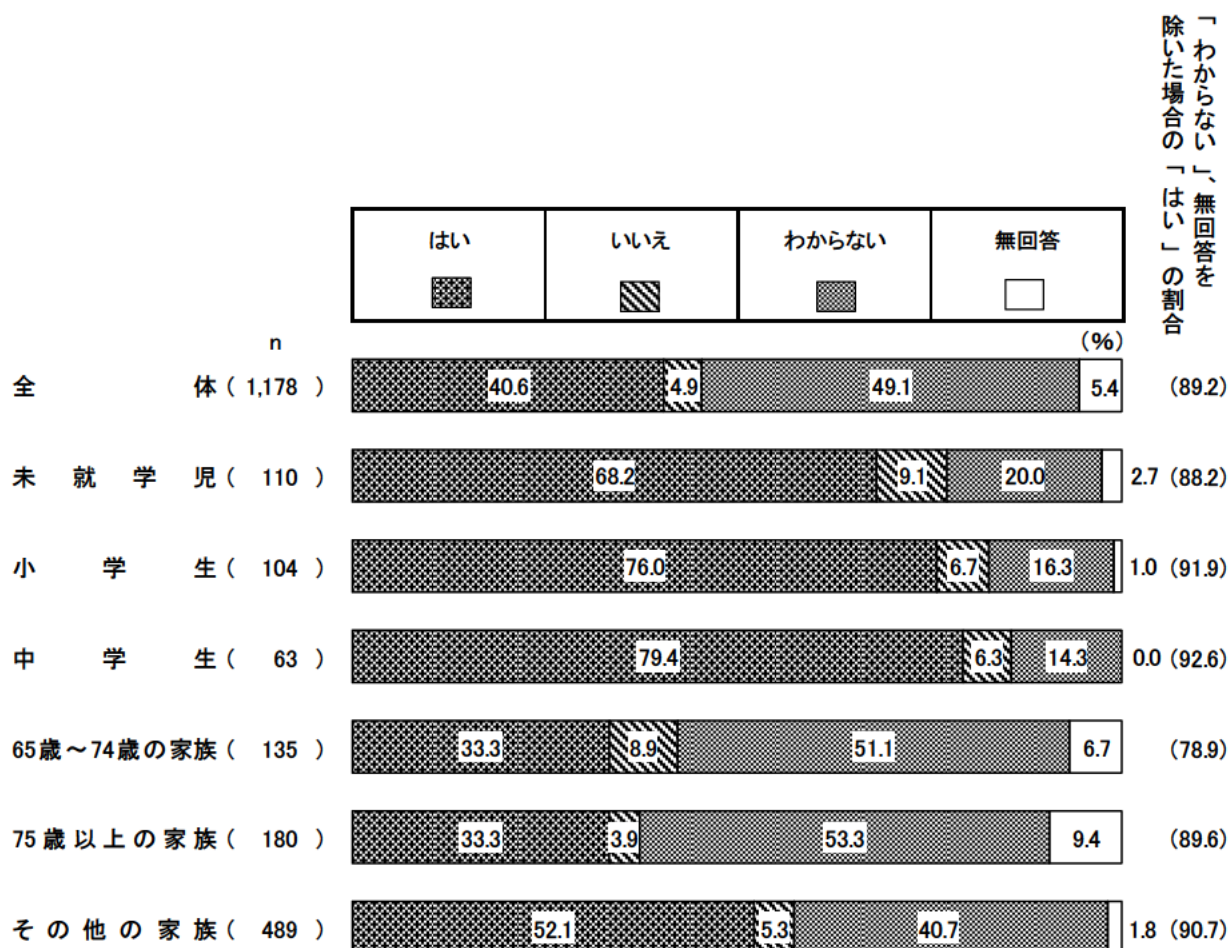 「わからない」、無回答を
除いた場合の「はい」の割合
はい いいえ わからない 無回答
n (%)
全体( 1,178 ) 40.6 4.9 49.1 5.4 (89.2)
未就学児( 110 ) 68.2 9.1 20.0 2.7 (88.2)
小学生( 104 ) 76.0 6.7 16.3 1.0 (91.9)
中学生( 63 ) 79.4 6.3 14.3 0.0 (92.6)
65歳～74歳の家族( 135 ) 33.3 8.9 51.1 6.7 (78.9)
75歳以上の家族( 180 ) 33.3 3.9 53.3 9.4 (89.6)
その他の家族( 489 ) 52.1 5.3 40.7 1.8 (90.7)